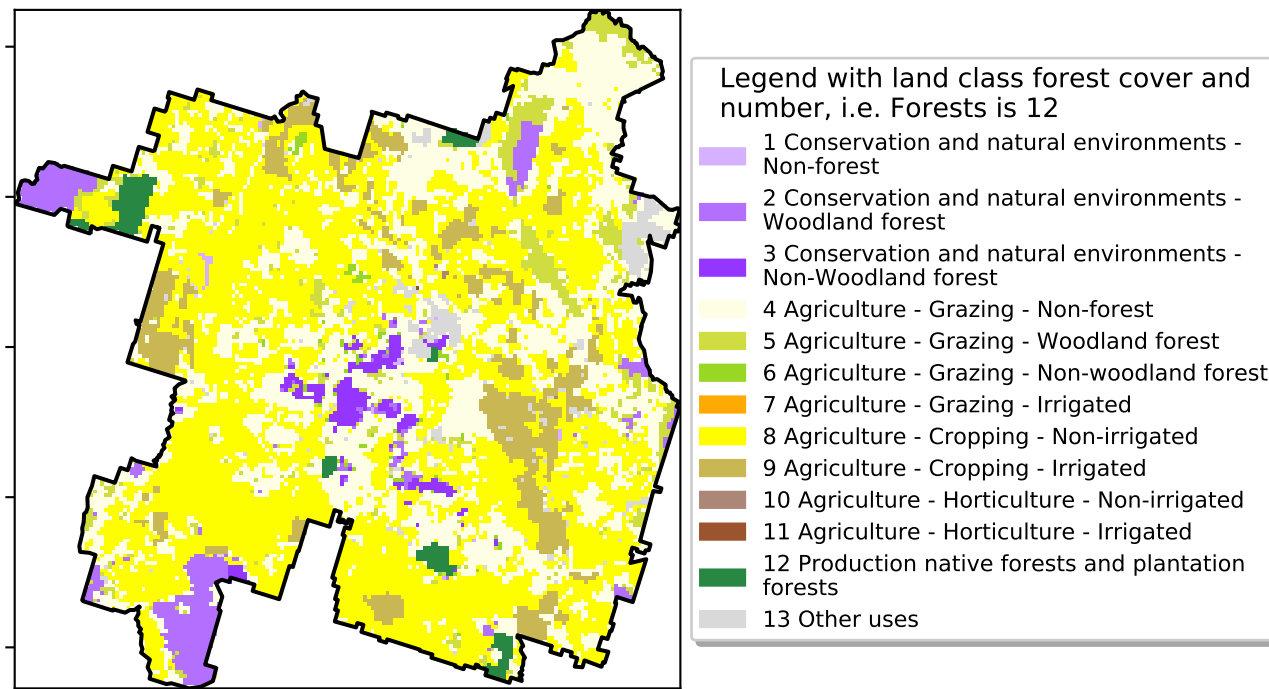 Legend with land class forest cover and
number, i.e. Forests is 12
1 Conservation and natural environments -
Non-forest
2 Conservation and natural environments -
Woodland forest
3 Conservation and natural environments -
Non-Woodland forest
4 Agriculture - Grazing - Non-forest
5 Agriculture - Grazing - Woodland forest
6 Agriculture - Grazing - Non-woodland forest
7 Agriculture - Grazing - Irrigated
8 Agriculture - Cropping - Non-irrigated
9 Agriculture - Cropping - Irrigated
10 Agriculture - Horticulture - Non-irrigated
11 Agriculture - Horticulture - Irrigated
12 Production native forests and plantation
forests
13 Other uses